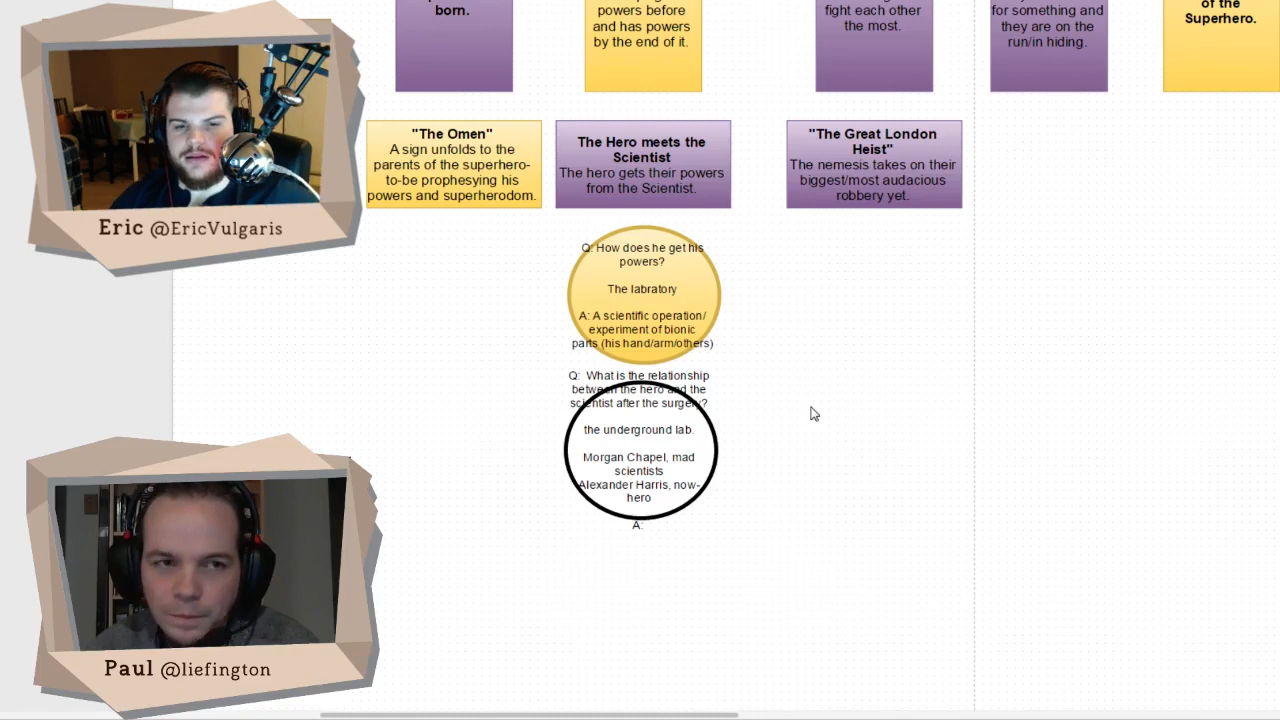 born.
powers before
and has powers
by the end of it.
fight each other
the most.
for something and
they are on the
run/in hiding.
of the
Superhero.
"The Omen"
A sign unfolds to the
parents of the superhero-
to-be prophesying his
powers and superherodom.
The Hero meets the
Scientist
The hero gets their powers
from the Scientist.
"The Great London
Heist"
The nemesis takes on their
biggest/most audacious
robbery yet.
Q: How does he get his
powers?
The labratory
A: A scientific operation/
experiment of bionic
parts (his hand/arm/others)
Q: What is the relationship
between the hero and the
scientist after the surgery?
the underground lab.
Morgan Chapel, mad
scientists
Alexander Harris, now-
hero
A:
Eric @EricVulgaris
Paul @liefington